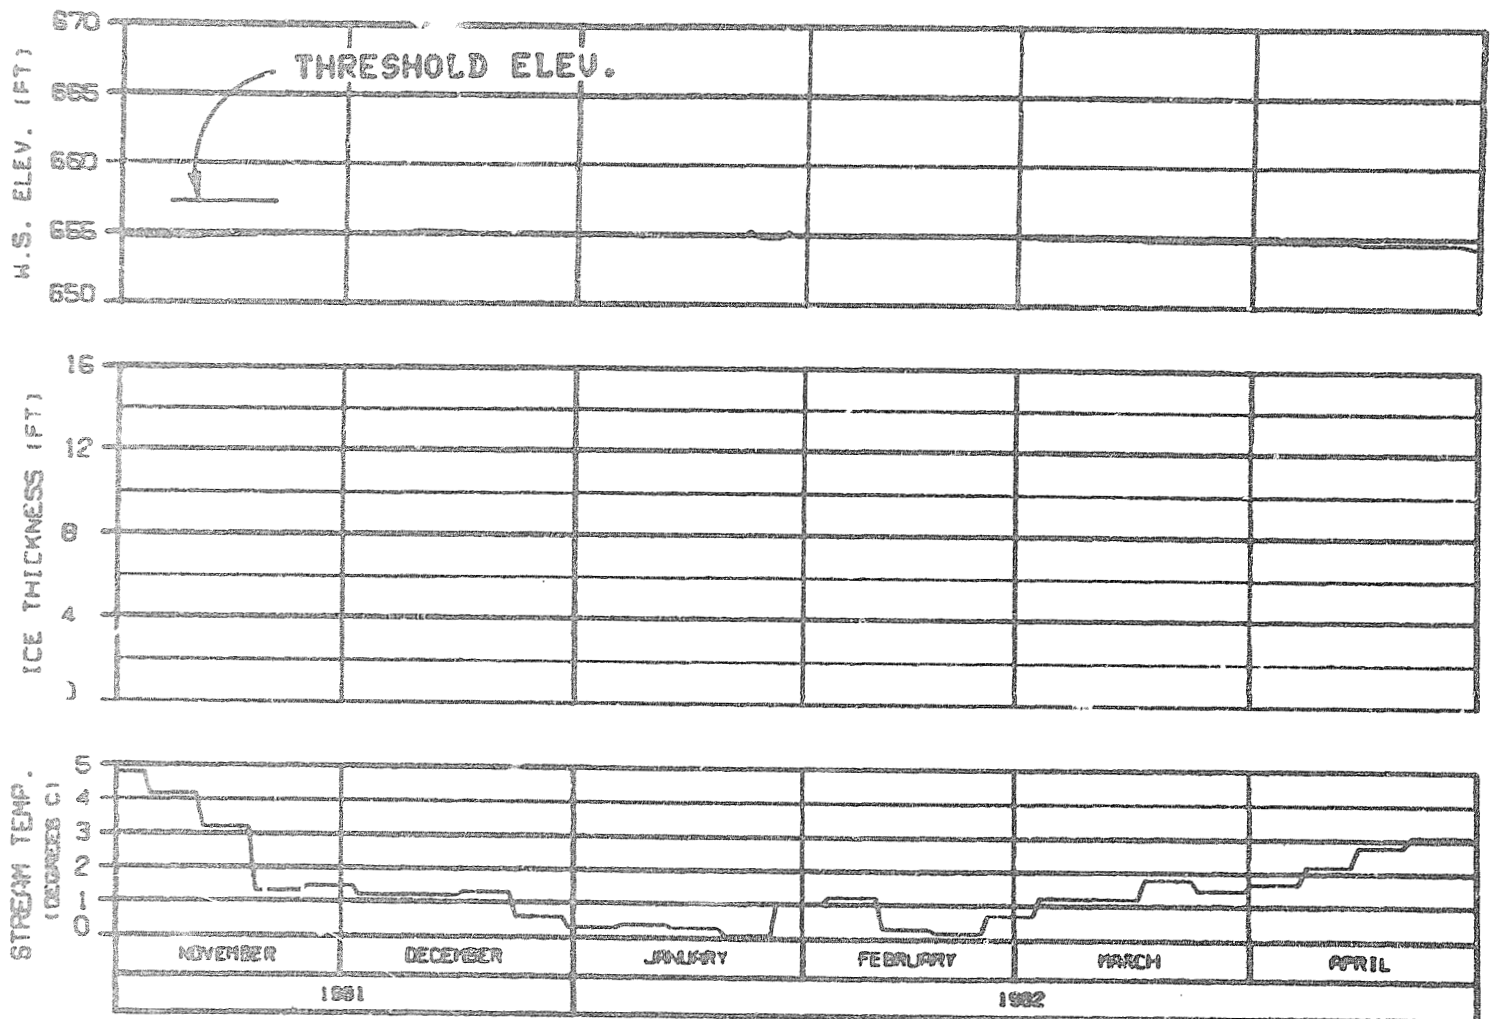 670
THRESHOLD ELEV.
665
660
655
650
W.S. ELEV. (FT)
16
12
8
4
ICE THICKNESS (FT)
5
4
3
2
1
0
STREAM TEMP.
(DEGREES C)
NOVEMBER
DECEMBER
JANUARY
FEBRUARY
MARCH
APRIL
1981
1982